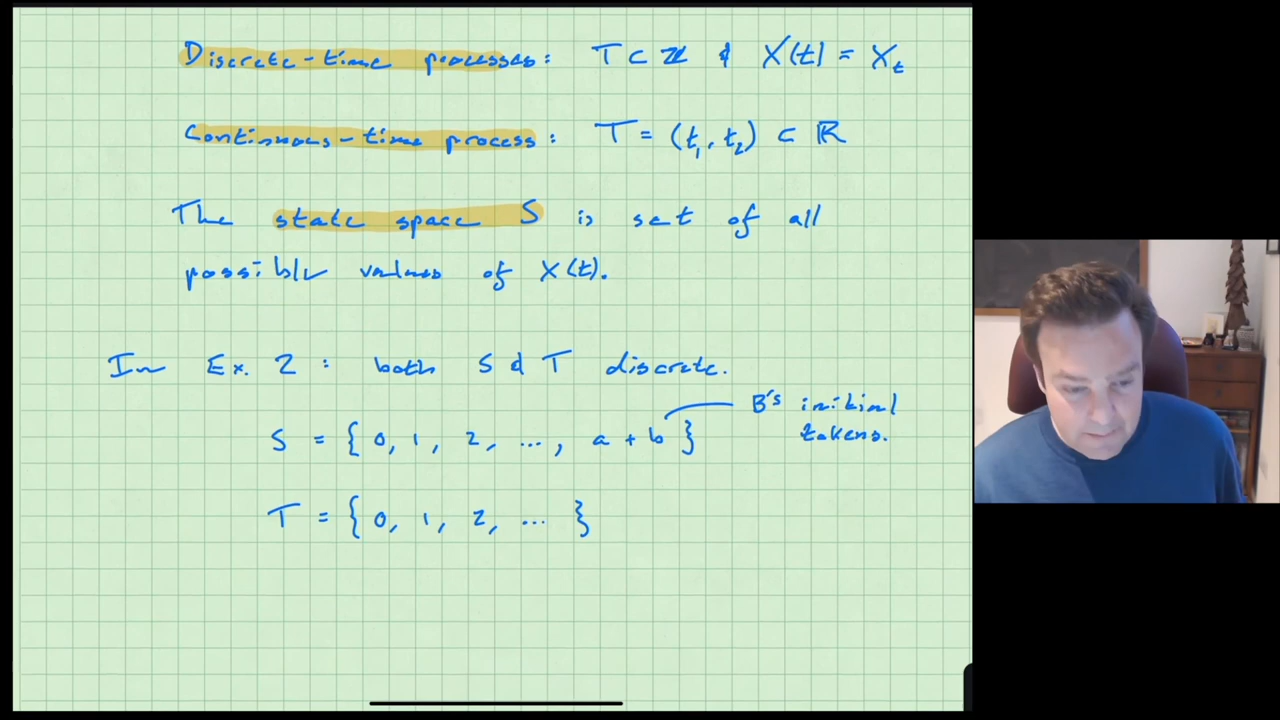 Discrete-time processes: T ⊂ ℤ & X(t) = X_t
Continuous-time process: T = (t₁, t₂) ⊂ ℝ
The state space S is set of all
possible values of X(t).
In Ex. 2: both S & T discrete.
B's initial
tokens.
S = { 0, 1, 2, ..., a + b }
T = { 0, 1, 2, ... }